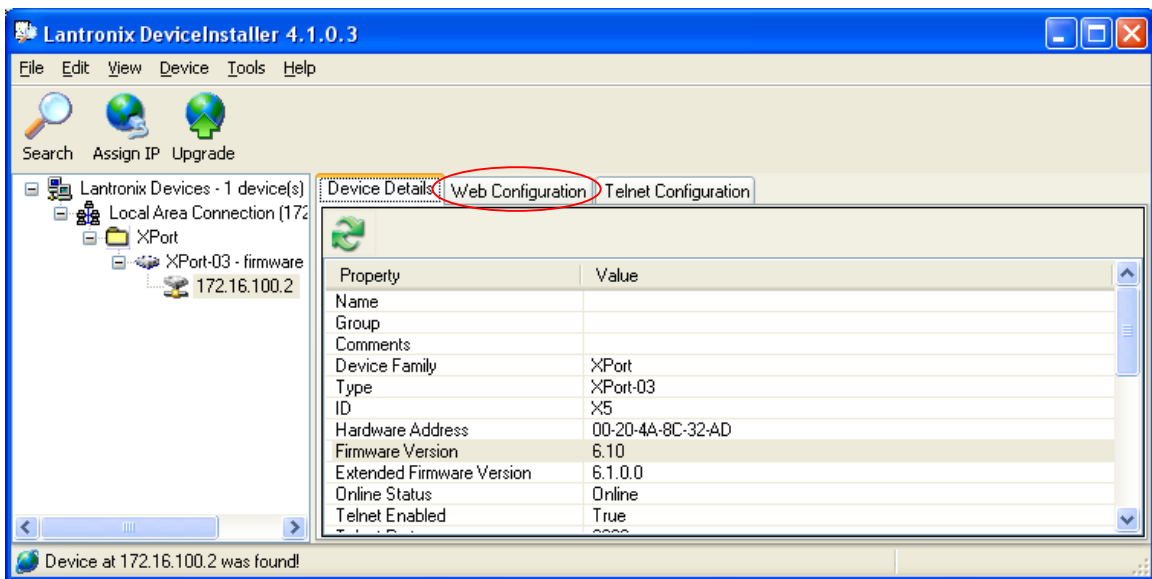 Lantronix DeviceInstaller 4.1.0.3
File Edit View Device Tools Help
Search Assign IP Upgrade
Lantronix Devices - 1 device(s)
Local Area Connection (172
XPort
XPort-03 - firmware
172.16.100.2
Device Details Web Configuration Telnet Configuration
Property Value
Name
Group
Comments
Device Family XPort
Type XPort-03
ID X5
Hardware Address 00-20-4A-8C-32-AD
Firmware Version 6.10
Extended Firmware Version 6.1.0.0
Online Status Online
Telnet Enabled True
Device at 172.16.100.2 was found!